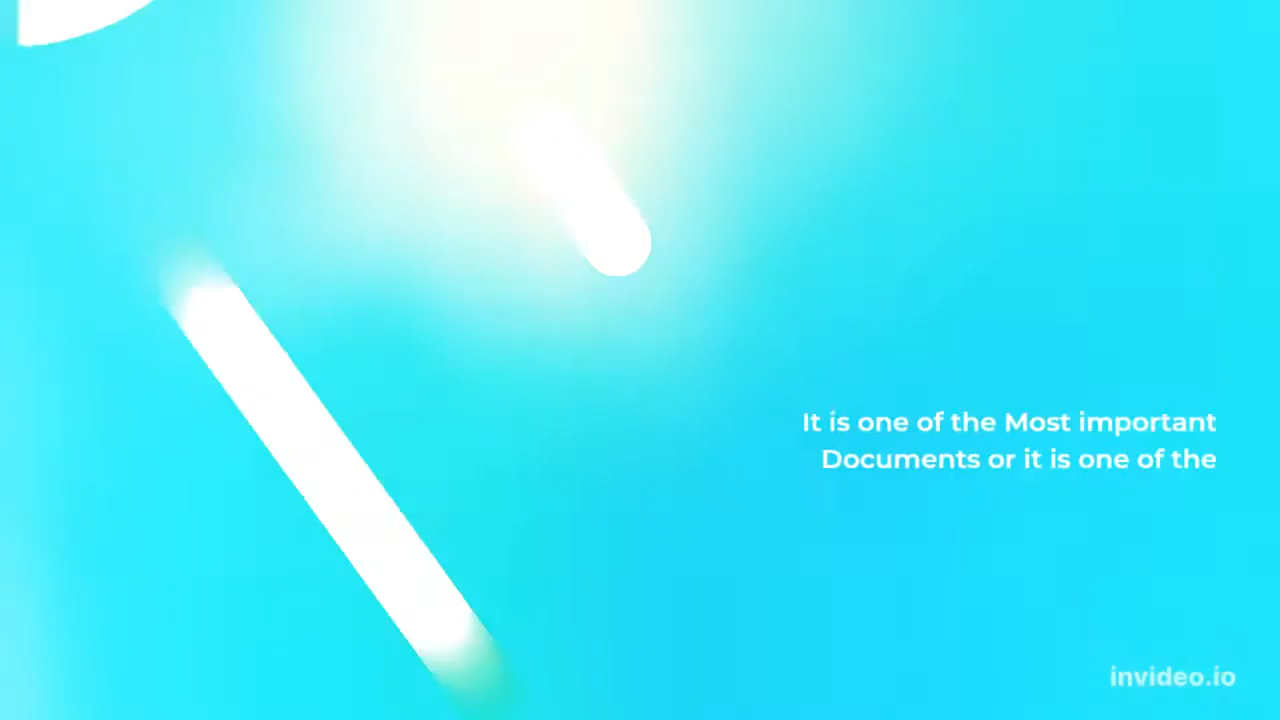 It is one of the Most important
Documents or it is one of the
invideo.io